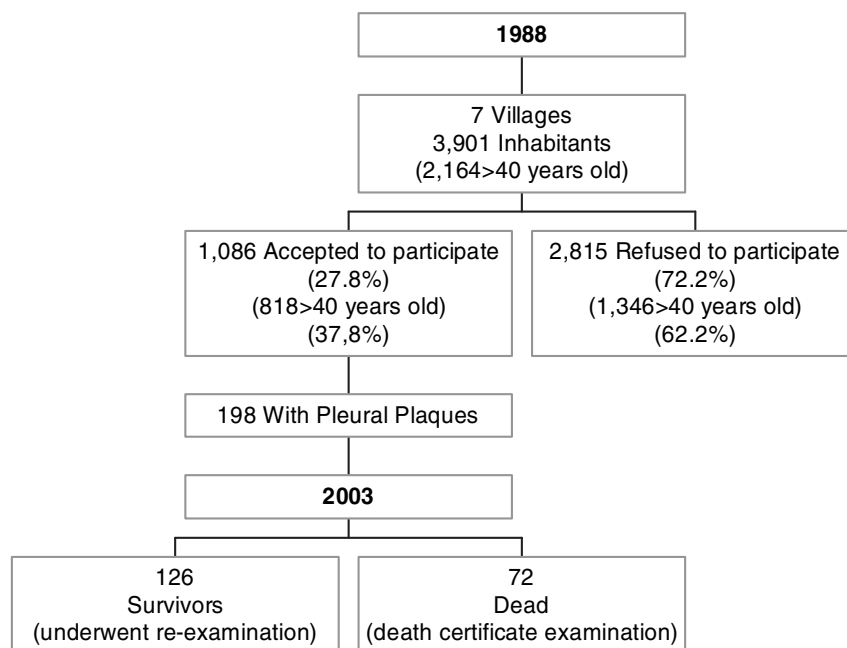 1988
7 Villages
3,901 Inhabitants
(2,164>40 years old)
1,086 Accepted to participate
(27.8%)
(818>40 years old)
(37,8%)
2,815 Refused to participate
(72.2%)
(1,346>40 years old)
(62.2%)
198 With Pleural Plaques
2003
126
Survivors
(underwent re-examination)
72
Dead
(death certificate examination)